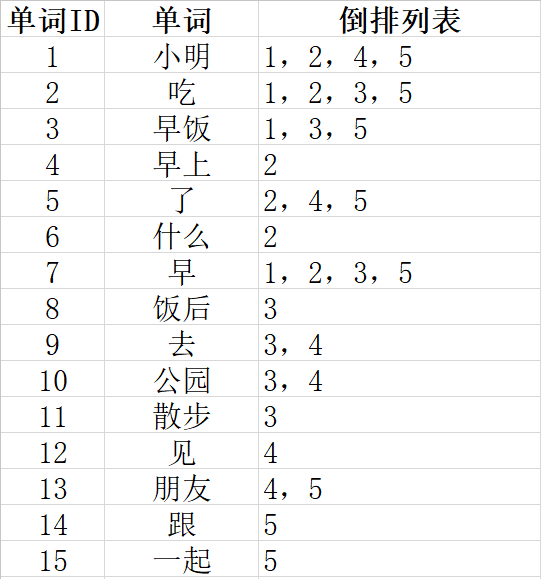 单词ID 单词 倒排列表
1 小明 1，2，4，5
2 吃 1，2，3，5
3 早饭 1，3，5
4 早上 2
5 了 2，4，5
6 什么 2
7 早 1，2，3，5
8 饭后 3
9 去 3，4
10 公园 3，4
11 散步 3
12 见 4
13 朋友 4，5
14 跟 5
15 一起 5